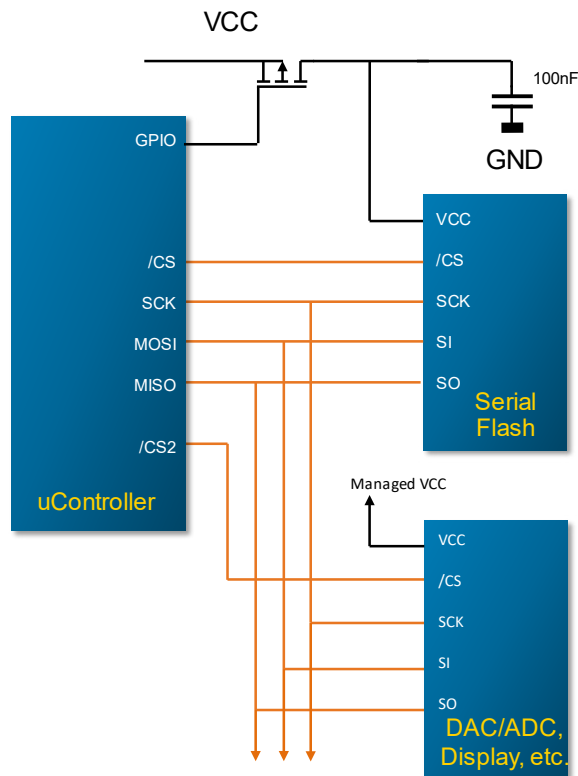 VCC
100nF
GND
GPIO
/CS
SCK
MOSI
MISO
/CS2
uController
VCC
/CS
SCK
SI
SO
Serial
Flash
Managed VCC
VCC
/CS
SCK
SI
SO
DAC/ADC,
Display, etc.